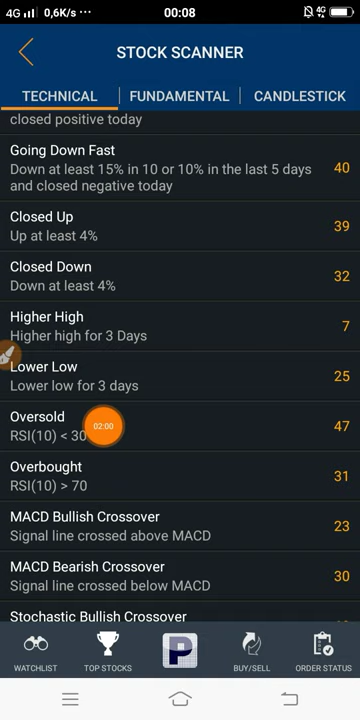 4G 0,6K/s ··· 00:08 4G
STOCK SCANNER
TECHNICAL FUNDAMENTAL CANDLESTICK
closed positive today
Going Down Fast
Down at least 15% in 10 or 10% in the last 5 days
and closed negative today
40
Closed Up
Up at least 4%
39
Closed Down
Down at least 4%
32
Higher High
Higher high for 3 Days
7
Lower Low
Lower low for 3 days
25
Oversold
RSI(10) < 30
02:00
47
Overbought
RSI(10) > 70
31
MACD Bullish Crossover
Signal line crossed above MACD
23
MACD Bearish Crossover
Signal line crossed below MACD
30
Stochastic Bullish Crossover
P
WATCHLIST TOP STOCKS BUY/SELL ORDER STATUS